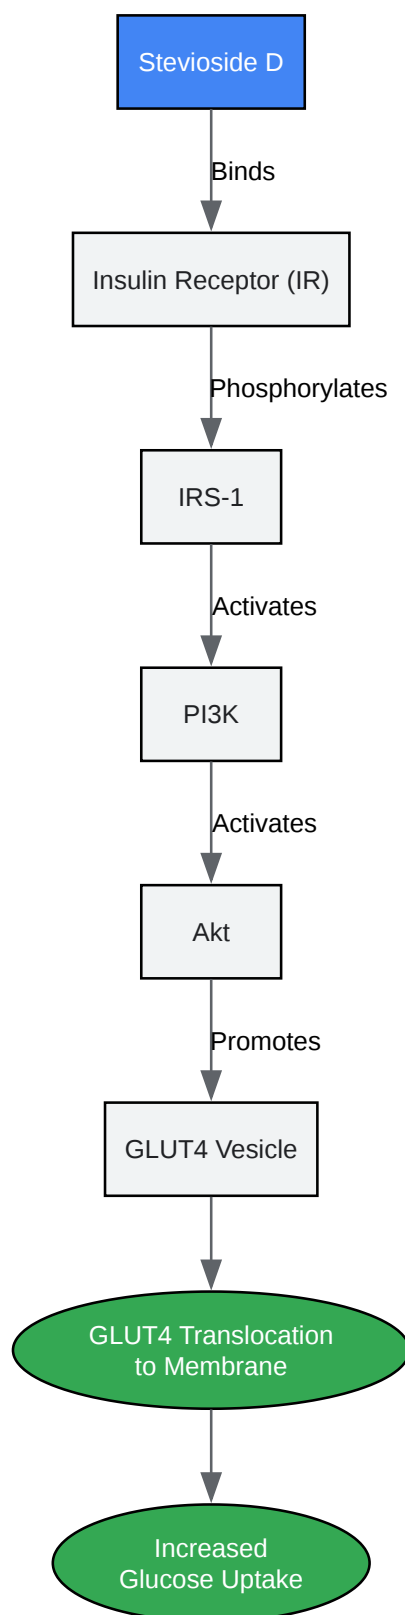 Stevioside D
Binds
Insulin Receptor (IR)
Phosphorylates
IRS-1
Activates
PI3K
Activates
Akt
Promotes
GLUT4 Vesicle
GLUT4 Translocation
to Membrane
Increased
Glucose Uptake